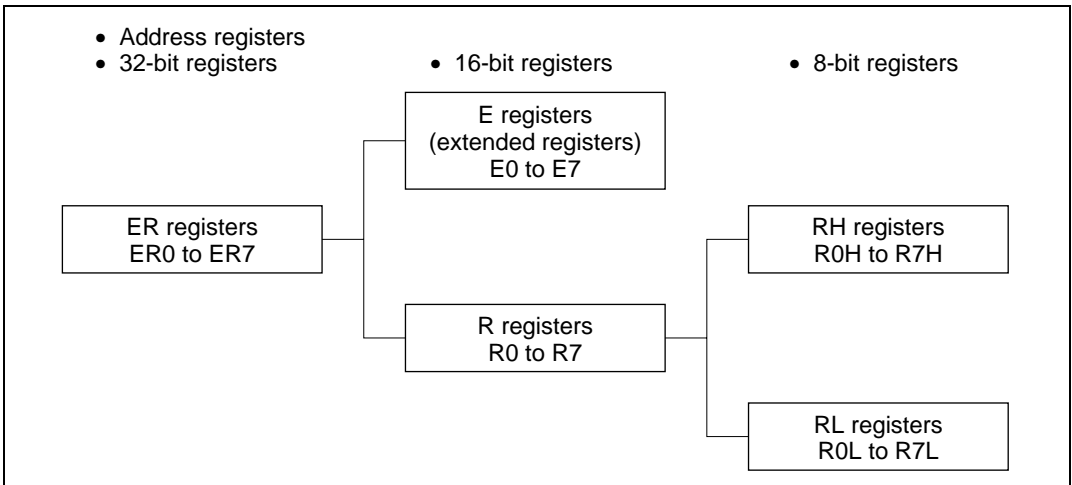 • Address registers
• 32-bit registers
• 16-bit registers
• 8-bit registers
E registers
(extended registers)
E0 to E7
ER registers
ER0 to ER7
RH registers
R0H to R7H
R registers
R0 to R7
RL registers
R0L to R7L